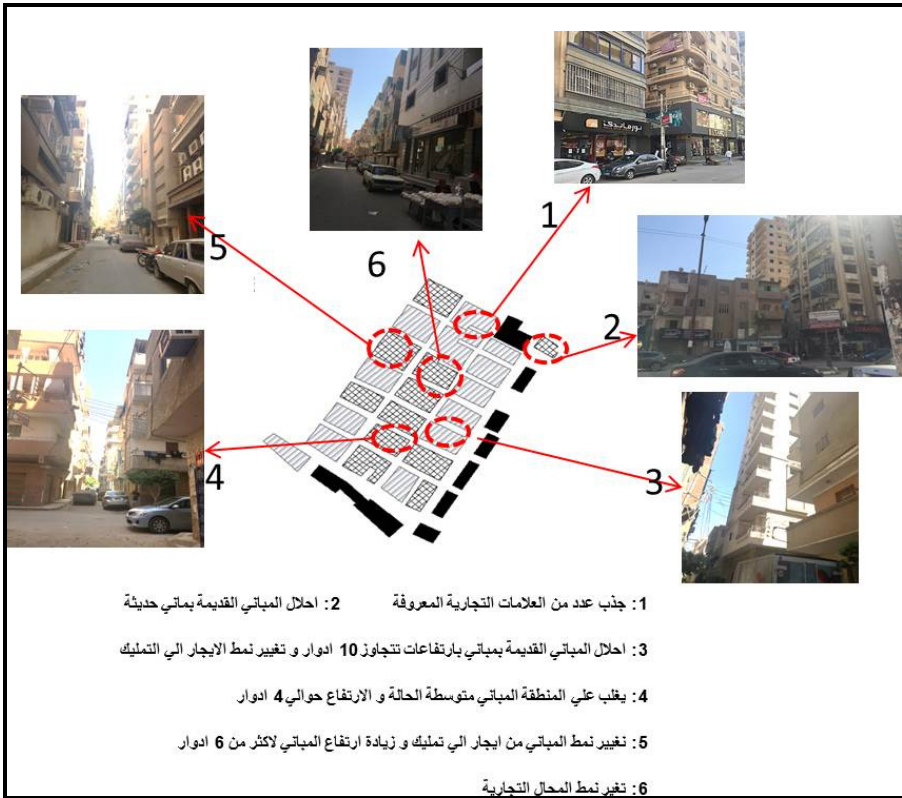 1
2
3
4
5
6
نورماندى
1: جذب عدد من العلامات التجارية المعروفة
2: احلال المباني القديمة بماني حديثة
3: احلال المباني القديمة بمباني بارتفاعات تتجاوز 10 ادوار و تغيير نمط الايجار الي التمليك
4: يغلب علي المنطقة المباني متوسطة الحالة و الارتفاع حوالي 4 ادوار
5: تغيير نمط المباني من ايجار الي تمليك و زيادة ارتفاع المباني لاكثر من 6 ادوار
6: تغير نمط المحال التجارية